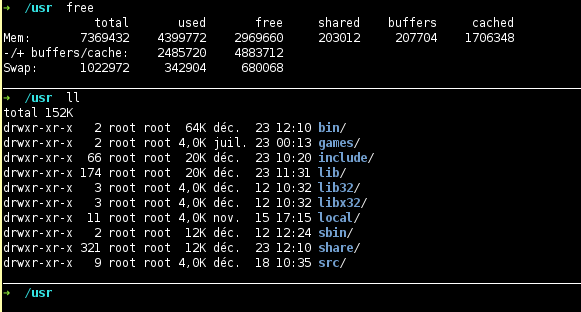 → /usr free
total used free shared buffers cached
Mem: 7369432 4399772 2969660 203012 207704 1706348
-/+ buffers/cache: 2485720 4883712
Swap: 1022972 342904 680068
→ /usr ll
total 152K
drwxr-xr-x 2 root root 64K déc. 23 12:10 bin/
drwxr-xr-x 2 root root 4,0K juil. 23 00:13 games/
drwxr-xr-x 66 root root 20K déc. 23 10:20 include/
drwxr-xr-x 174 root root 20K déc. 23 11:31 lib/
drwxr-xr-x 3 root root 4,0K déc. 12 10:32 lib32/
drwxr-xr-x 3 root root 4,0K déc. 12 10:32 libx32/
drwxr-xr-x 11 root root 4,0K nov. 15 17:15 local/
drwxr-xr-x 2 root root 12K déc. 12 12:24 sbin/
drwxr-xr-x 321 root root 12K déc. 23 12:10 share/
drwxr-xr-x 9 root root 4,0K déc. 18 10:35 src/
→ /usr